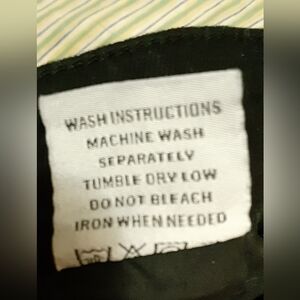 WASH INSTRUCTIONS
MACHINE WASH
SEPARATELY
TUMBLE DRY LOW
DO NOT BLEACH
IRON WHEN NEEDED